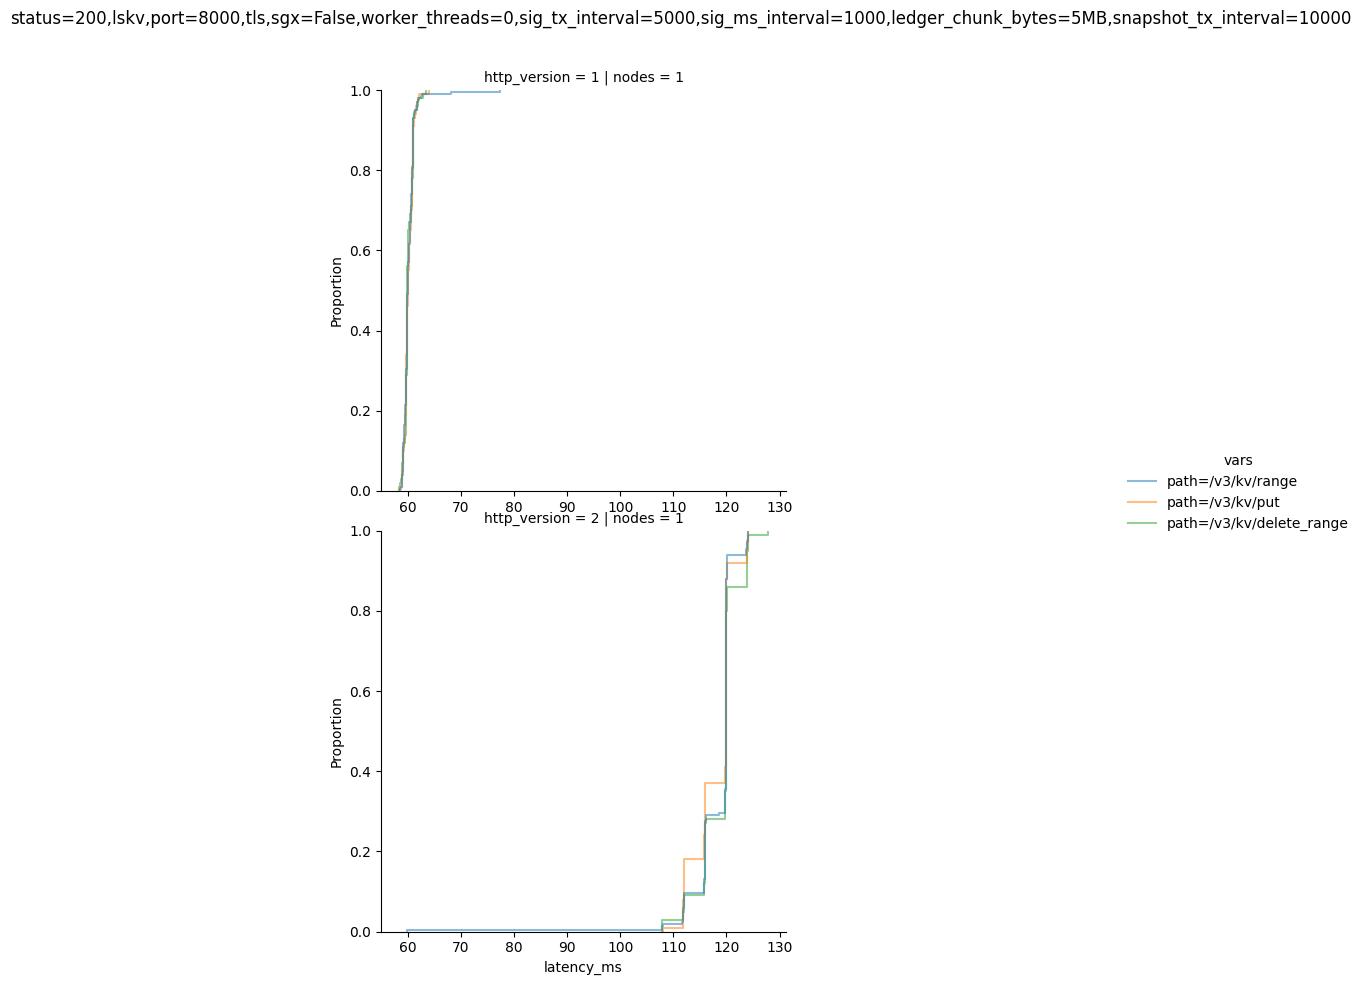 status=200,lskv,port=8000,tls,sgx=False,worker_threads=0,sig_tx_interval=5000,sig_ms_interval=1000,ledger_chunk_bytes=5MB,snapshot_tx_interval=10000
http_version = 1 | nodes = 1
1.0
0.8
0.6
0.4
0.2
0.0
Proportion
60 70 80 90 100 110 120 130
http_version = 2 | nodes = 1
1.0
0.8
0.6
0.4
0.2
0.0
Proportion
60 70 80 90 100 110 120 130
latency_ms
vars
path=/v3/kv/range
path=/v3/kv/put
path=/v3/kv/delete_range